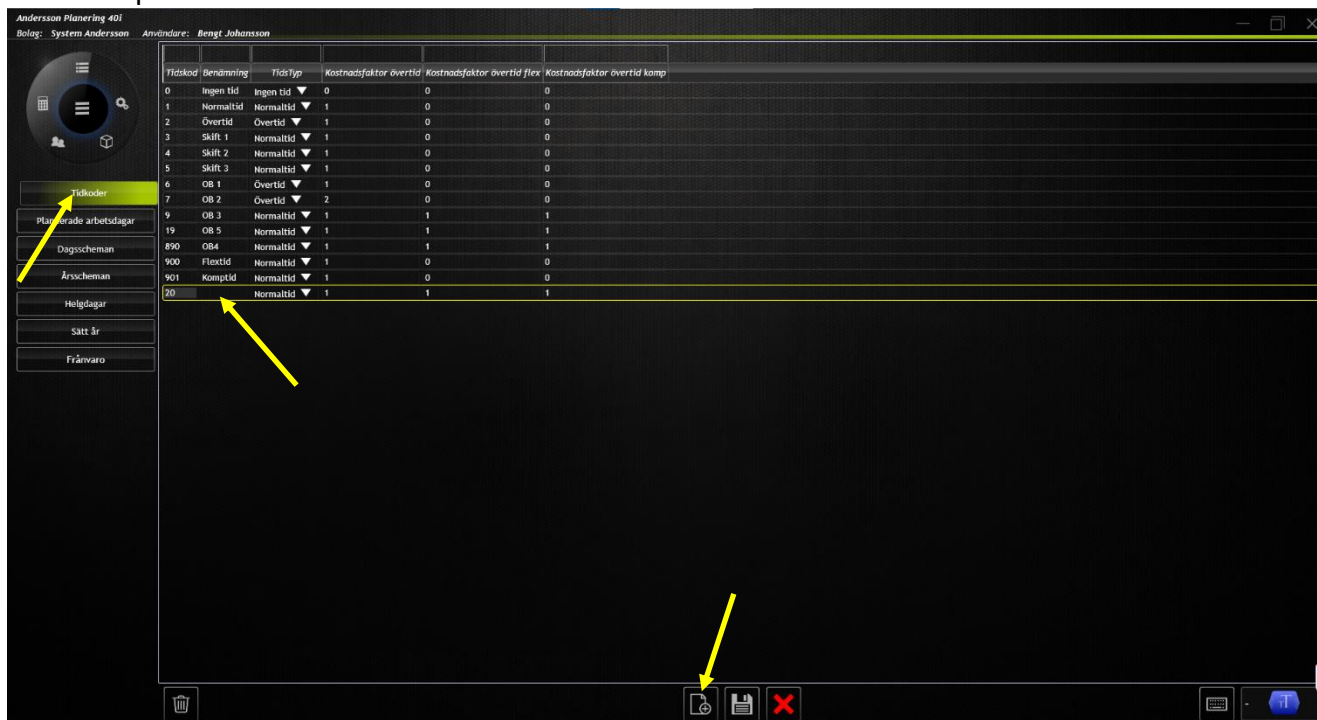 Andersson Planering 40i
Bolag: System Andersson Användare: Bengt Johansson
Tidskod Benämning TidsTyp Kostnadsfaktor övertid Kostnadsfaktor övertid flex Kostnadsfaktor övertid komp
0 Ingen tid Ingen tid 0 0 0
1 Normaltid Normaltid 1 0 0
2 Övertid Övertid 1 0 0
3 Skift 1 Normaltid 1 0 0
4 Skift 2 Normaltid 1 0 0
5 Skift 3 Normaltid 1 0 0
6 OB 1 Övertid 1 0 0
7 OB 2 Övertid 2 0 0
9 OB 3 Normaltid 1 1 1
19 OB 5 Normaltid 1 1 1
890 OB4 Normaltid 1 1 1
900 Flextid Normaltid 1 0 0
901 Komptid Normaltid 1 0 0
20 Normaltid 1 1 1
Tidkoder
Planerade arbetsdagar
Dagsscheman
Årsscheman
Helgdagar
Sätt år
Frånvaro